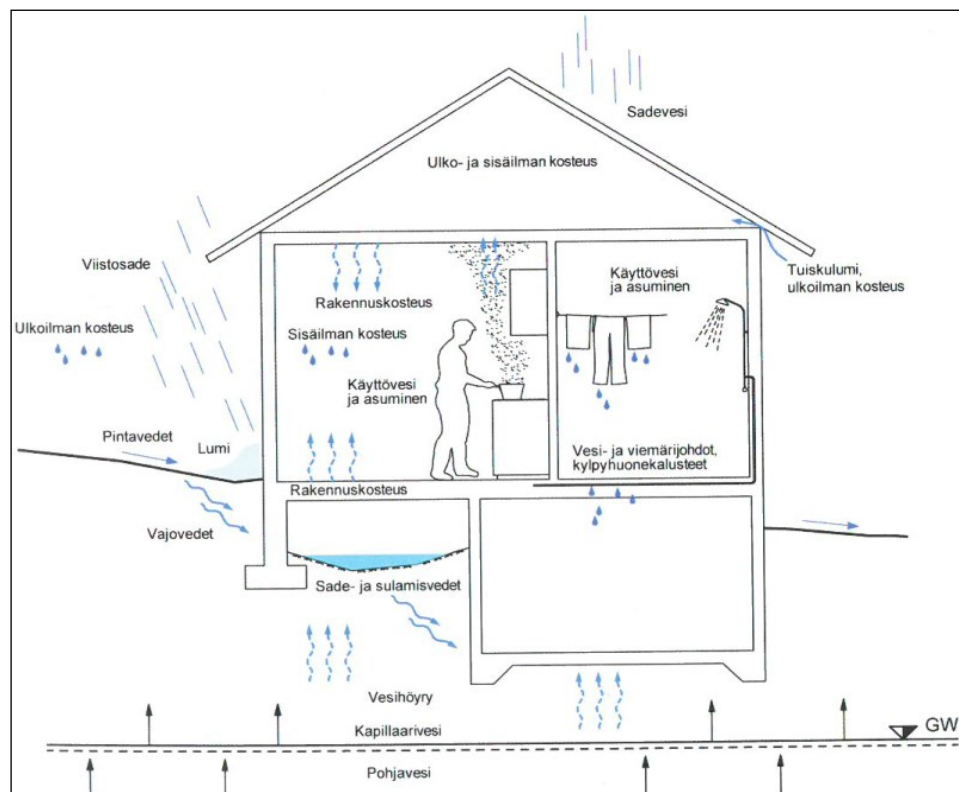 Sadevesi
Ulko- ja sisäilman kosteus
Viistosade
Tuiskulumi,
ulkoilman kosteus
Käyttövesi
ja asuminen
Rakennuskosteus
Ulkoilman kosteus
Sisäilman kosteus
Käyttövesi
ja asuminen
Pintavedet
Lumi
Vesi- ja viemärijohdot,
kylpyhuonekalusteet
Rakennuskosteus
Vajovedet
Sade- ja sulamisvedet
Vesihöyry
Kapillaarivesi
GW
Pohjavesi